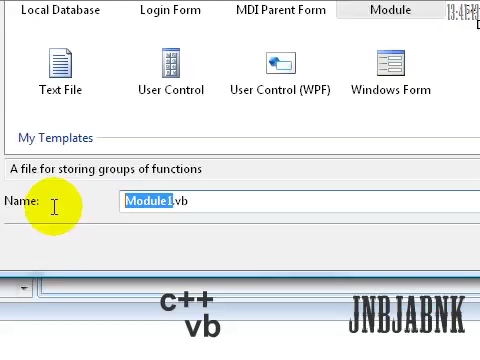 Local Database Login Form MDI Parent Form Module
Text File User Control User Control (WPF) Windows Form
My Templates
A file for storing groups of functions
Name: Module1.vb
c++
vb
JNBJABNK